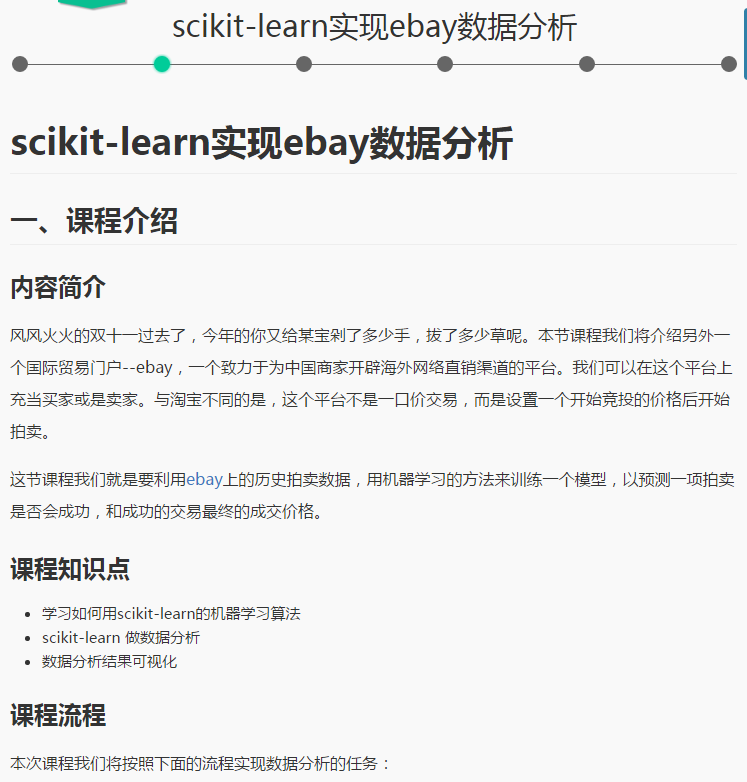 scikit-learn实现ebay数据分析
scikit-learn实现ebay数据分析
一、课程介绍
内容简介
风风火火的双十一过去了，今年的你又给某宝剁了多少手，拔了多少草呢。本节课程我们将介绍另外一
个国际贸易门户--ebay，一个致力于为中国商家开辟海外网络直销渠道的平台。我们可以在这个平台上
充当买家或是卖家。与淘宝不同的是，这个平台不是一口价交易，而是设置一个开始竞投的价格后开始
拍卖。
这节课程我们就是要利用ebay上的历史拍卖数据，用机器学习的方法来训练一个模型，以预测一项拍卖
是否会成功，和成功的交易最终的成交价格。
课程知识点
学习如何用scikit-learn的机器学习算法
scikit-learn 做数据分析
数据分析结果可视化
课程流程
本次课程我们将按照下面的流程实现数据分析的任务：